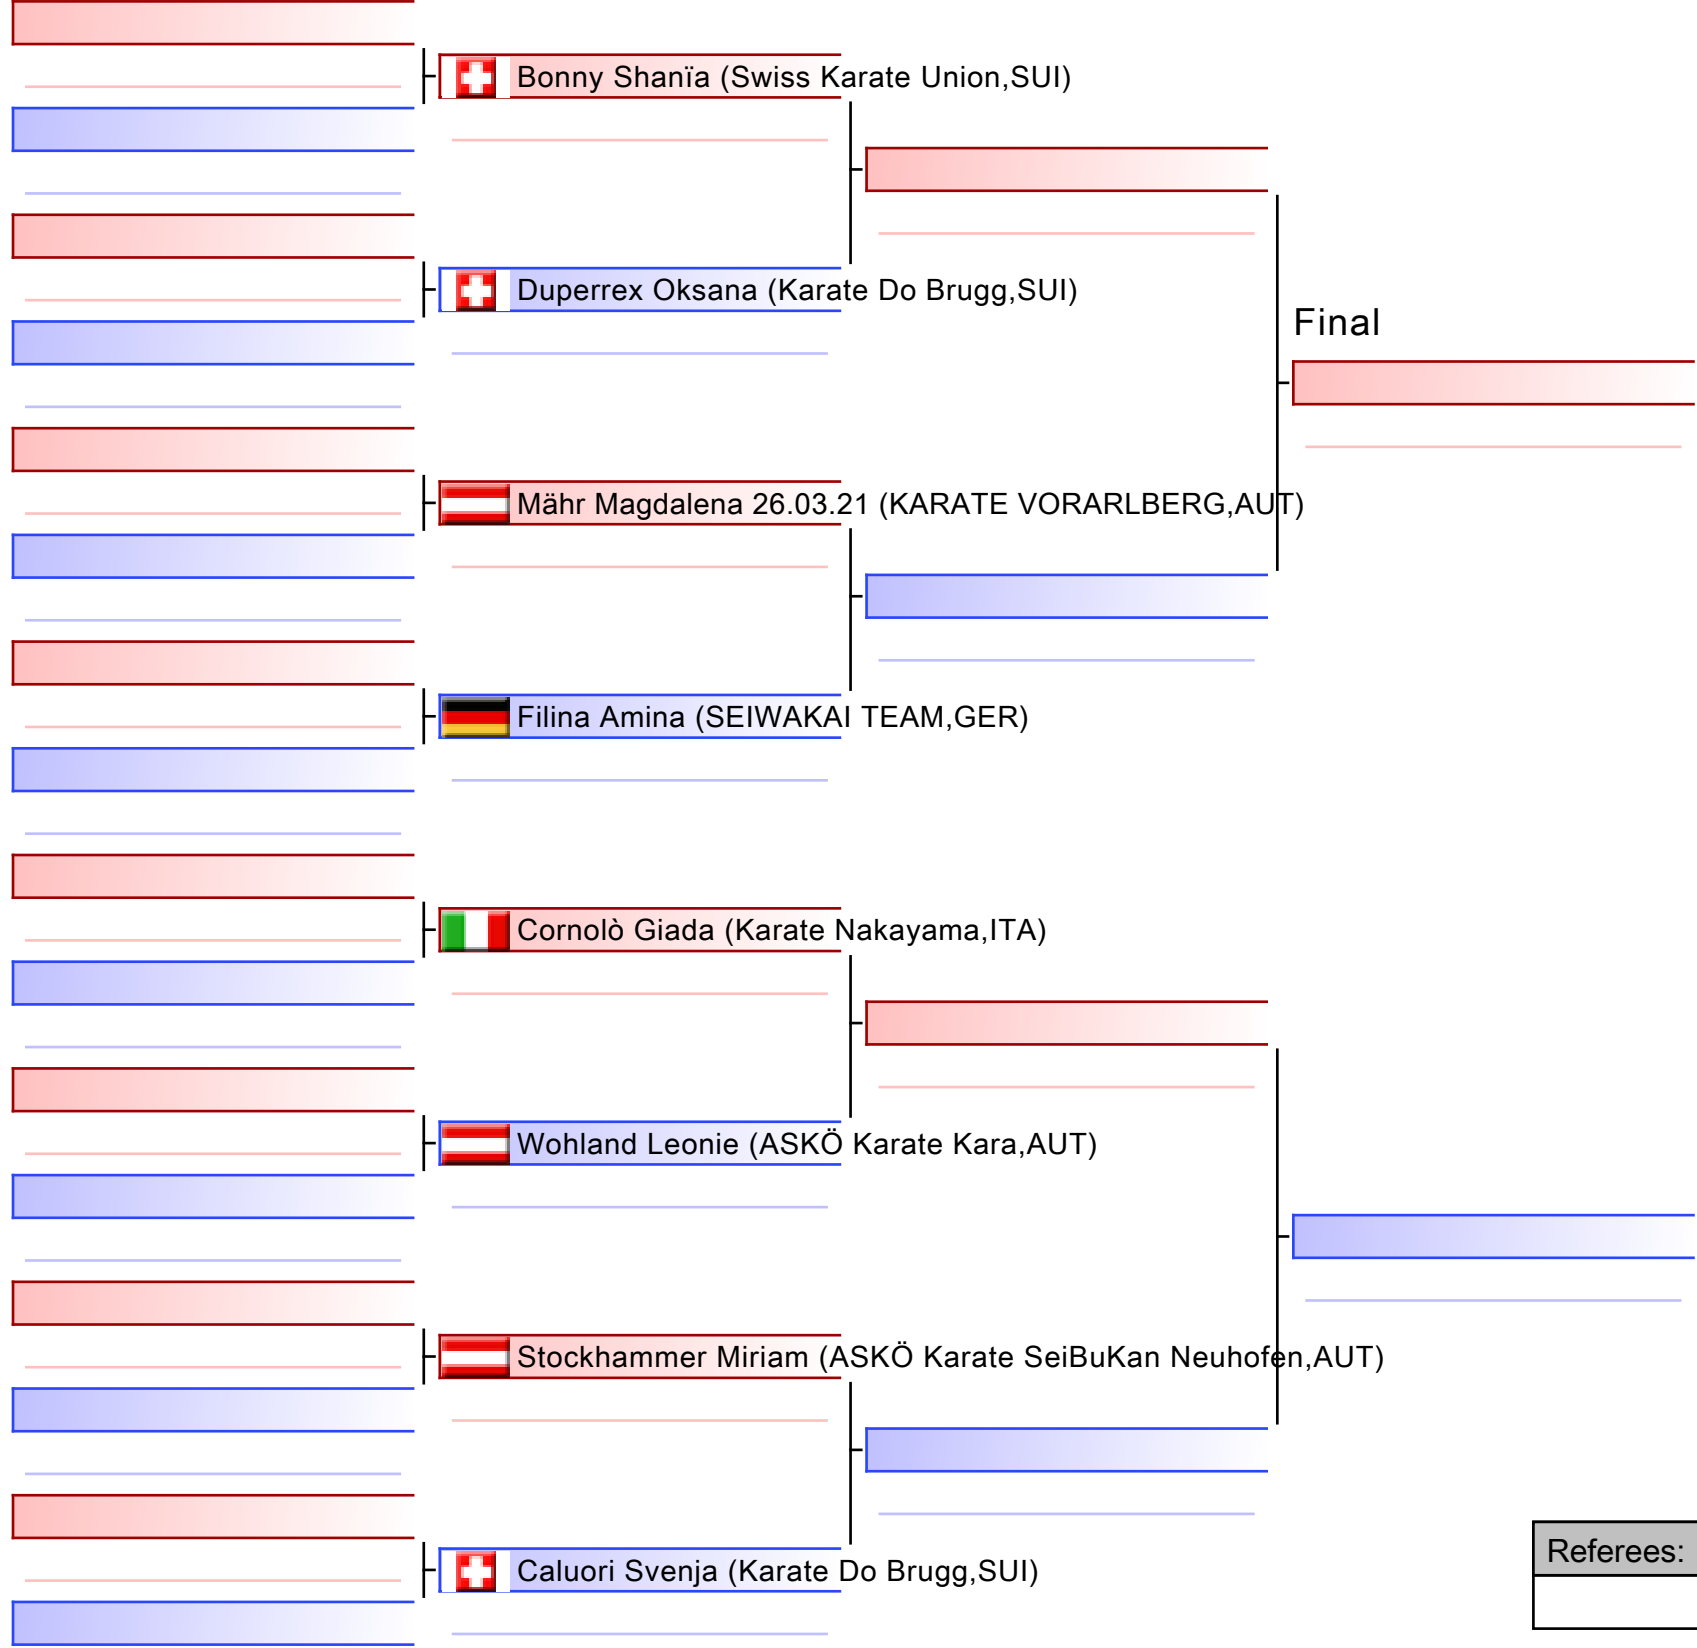 Bonny Shanïa (Swiss Karate Union,SUI)
Duperrex Oksana (Karate Do Brugg,SUI)
Final
Mähr Magdalena 26.03.21 (KARATE VORARLBERG,AUT)
Filina Amina (SEIWAKAI TEAM,GER)
Cornolò Giada (Karate Nakayama,ITA)
Wohland Leonie (ASKÖ Karate Kara,AUT)
Stockhammer Miriam (ASKÖ Karate SeiBuKan Neuhofen,AUT)
Caluori Svenja (Karate Do Brugg,SUI)
Referees: